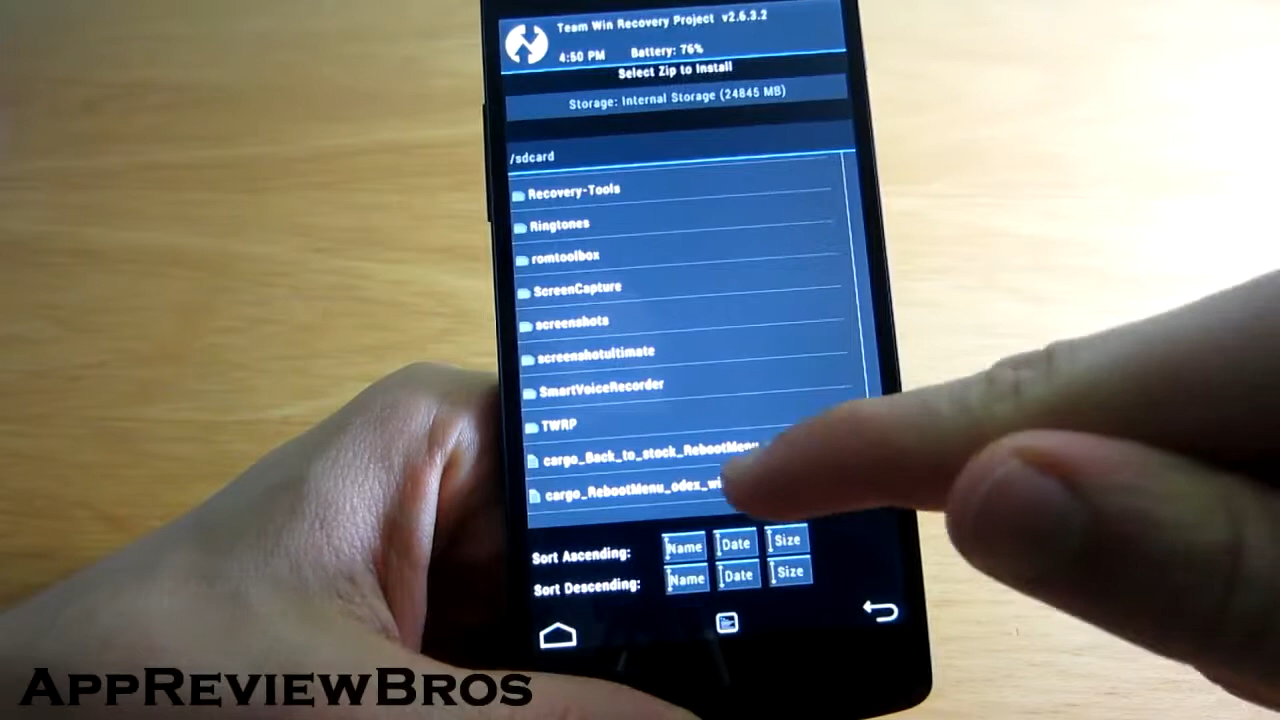 Team Win Recovery Project v2.6.3.2
4:50 PM Battery: 76%
Select Zip to Install
Storage: Internal Storage (24845 MB)
/sdcard
Recovery-Tools
Ringtones
romtoolbox
ScreenCapture
screenshots
screenshotultimate
SmartVoiceRecorder
TWRP
cargo_Back_to_stock_RebootMenu
cargo_RebootMenu_odex_wi
Sort Ascending: Name Date Size
Sort Descending: Name Date Size
AppReviewBros